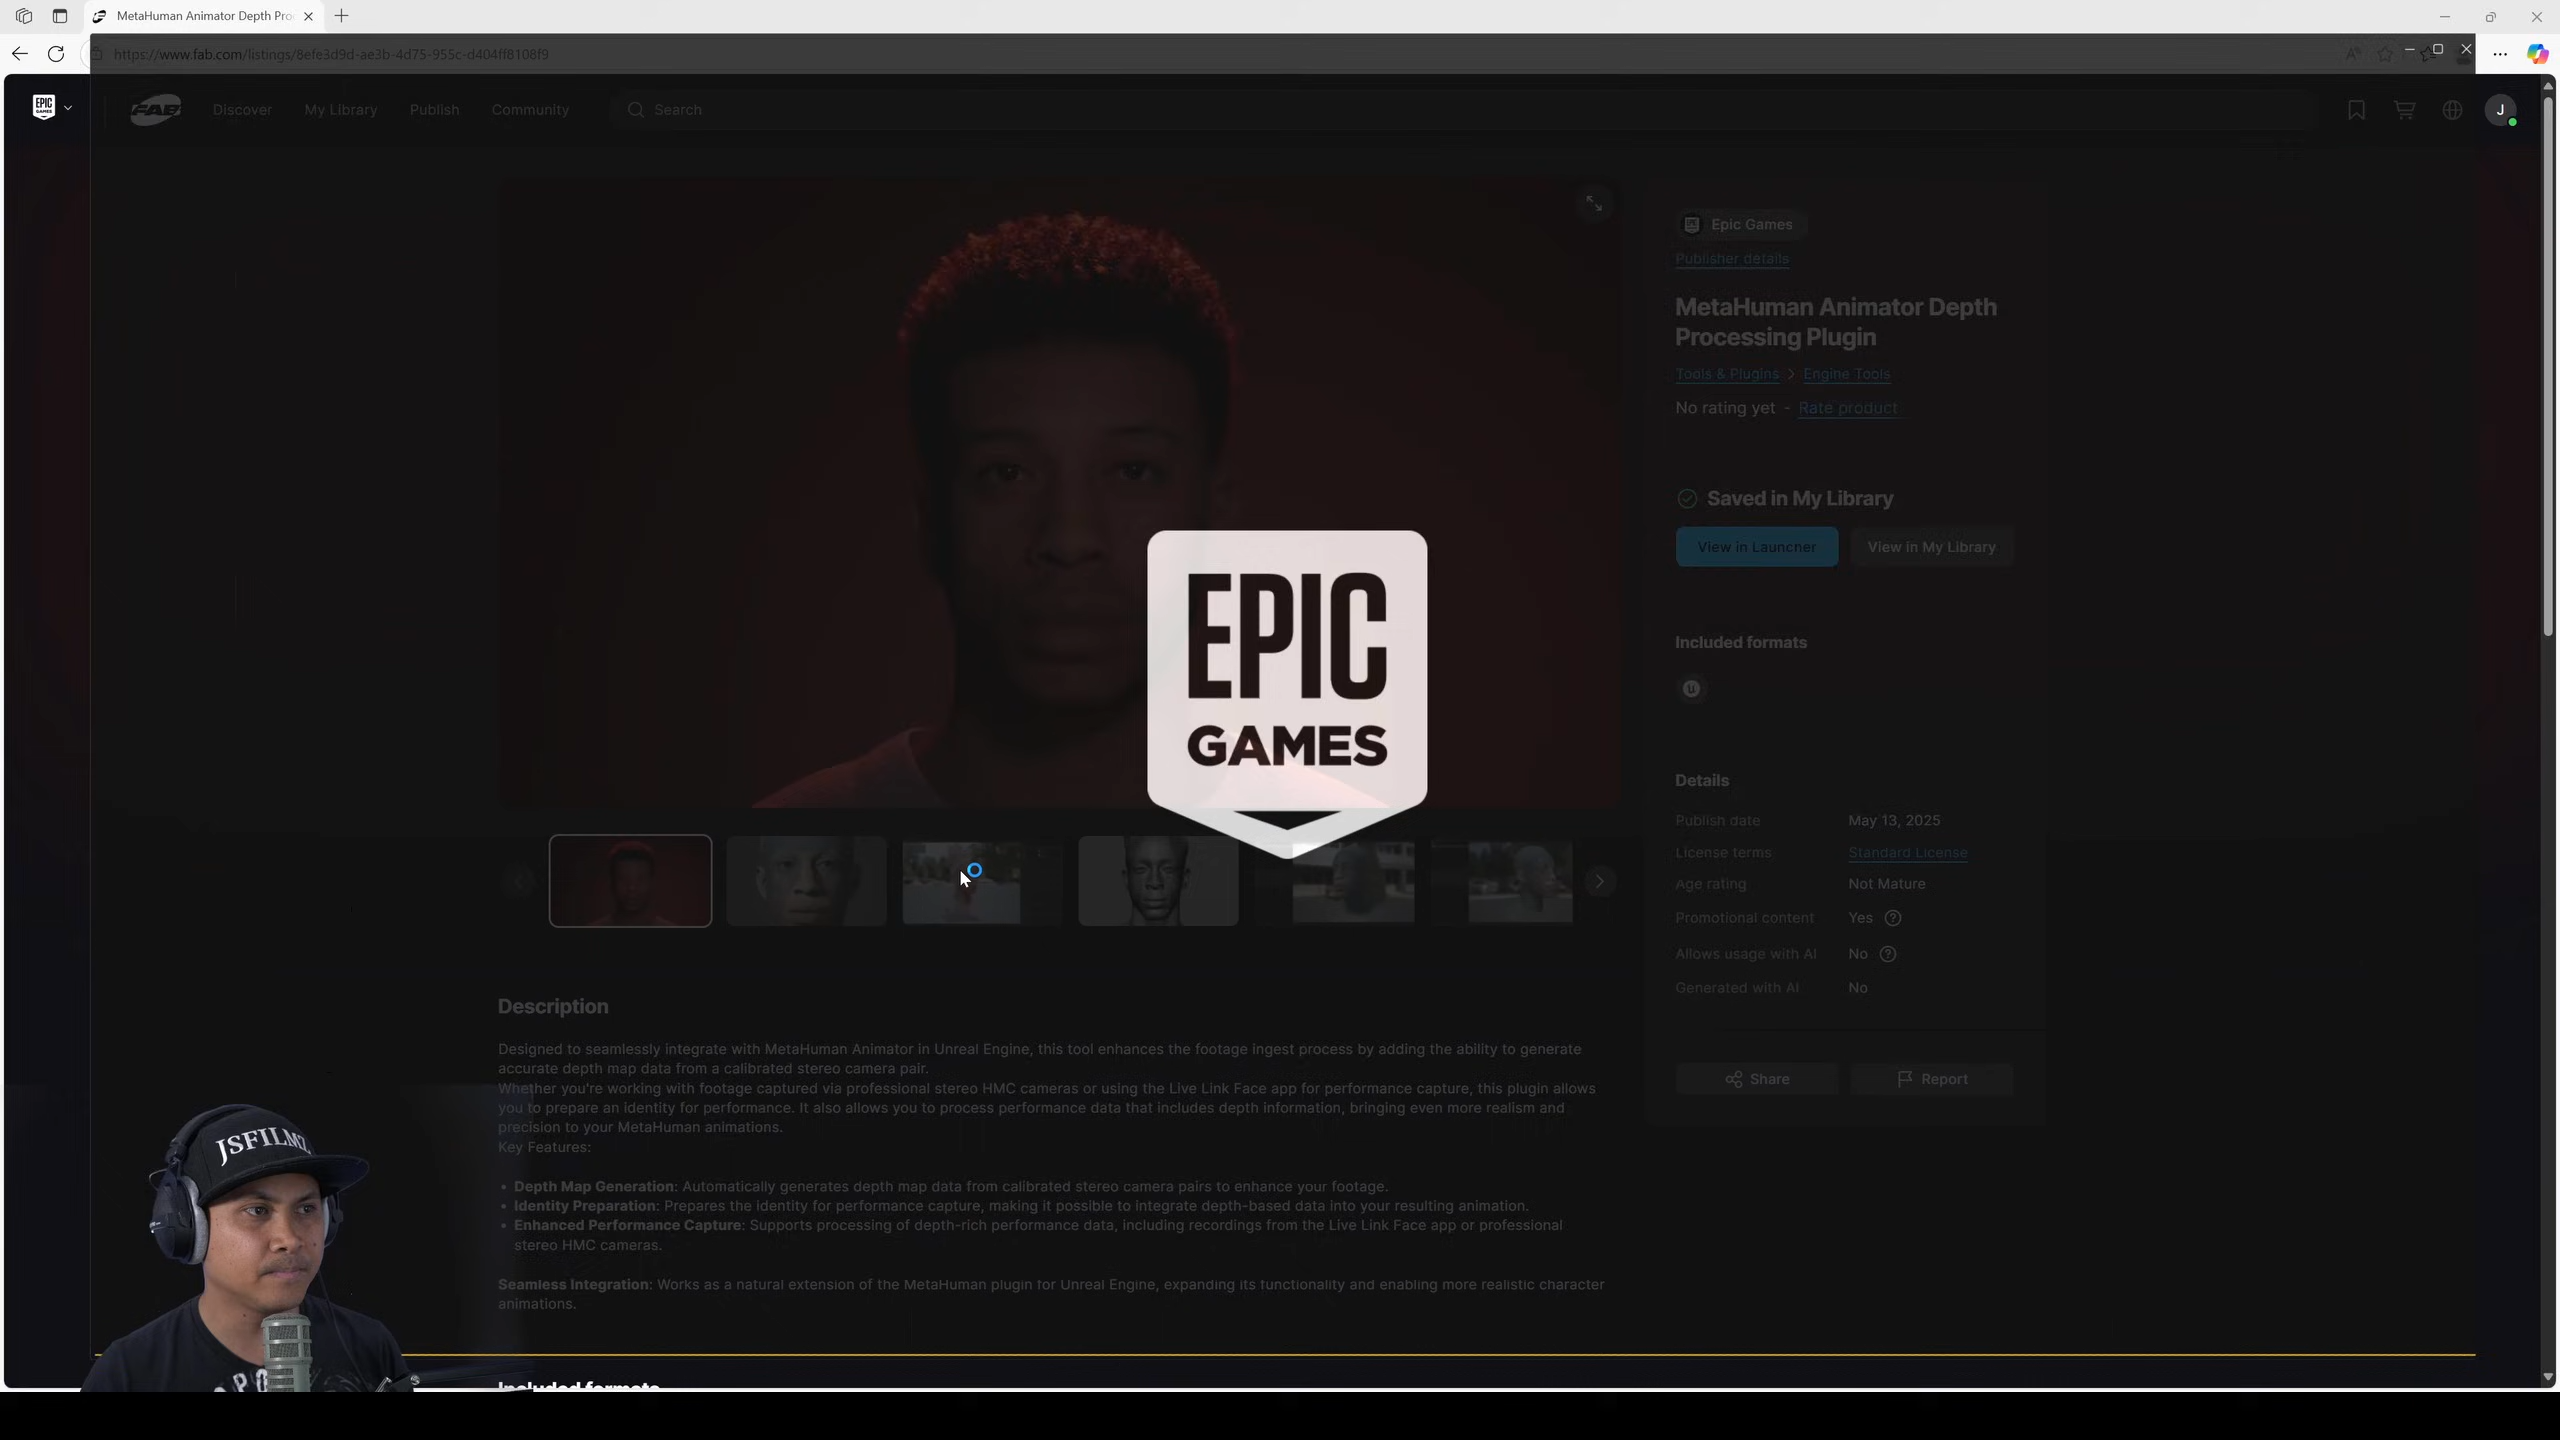 MetaHuman Animator Depth Pro
https://www.fab.com/listings/8efe3d9d-ae3b-4d75-955c-d404ff8108f9
EPIC GAMES
FAB
Discover
My Library
Publish
Community
Search
J
Epic Games
Publisher details
MetaHuman Animator Depth
Processing Plugin
Tools & Plugins > Engine Tools
No rating yet - Rate product
Saved in My Library
View in Launcher
View in My Library
Included formats
EPIC
GAMES
Details
Publish date May 13, 2025
License terms Standard License
Age rating Not Mature
Promotional content Yes
Allows usage with AI No
Generated with AI No
Share
Report
Description
Designed to seamlessly integrate with MetaHuman Animator in Unreal Engine, this tool enhances the footage ingest process by adding the ability to generate
accurate depth map data from a calibrated stereo camera pair.
Whether you're working with footage captured via professional stereo HMC cameras or using the Live Link Face app for performance capture, this plugin allows
you to prepare an identity for performance. It also allows you to process performance data that includes depth information, bringing even more realism and
precision to your MetaHuman animations.
Key Features:
• Depth Map Generation: Automatically generates depth map data from calibrated stereo camera pairs to enhance your footage.
• Identity Preparation: Prepares the identity for performance capture, making it possible to integrate depth-based data into your resulting animation.
• Enhanced Performance Capture: Supports processing of depth-rich performance data, including recordings from the Live Link Face app or professional
stereo HMC cameras.
Seamless Integration: Works as a natural extension of the MetaHuman plugin for Unreal Engine, expanding its functionality and enabling more realistic character
animations.
Included formats
JSFILMZ